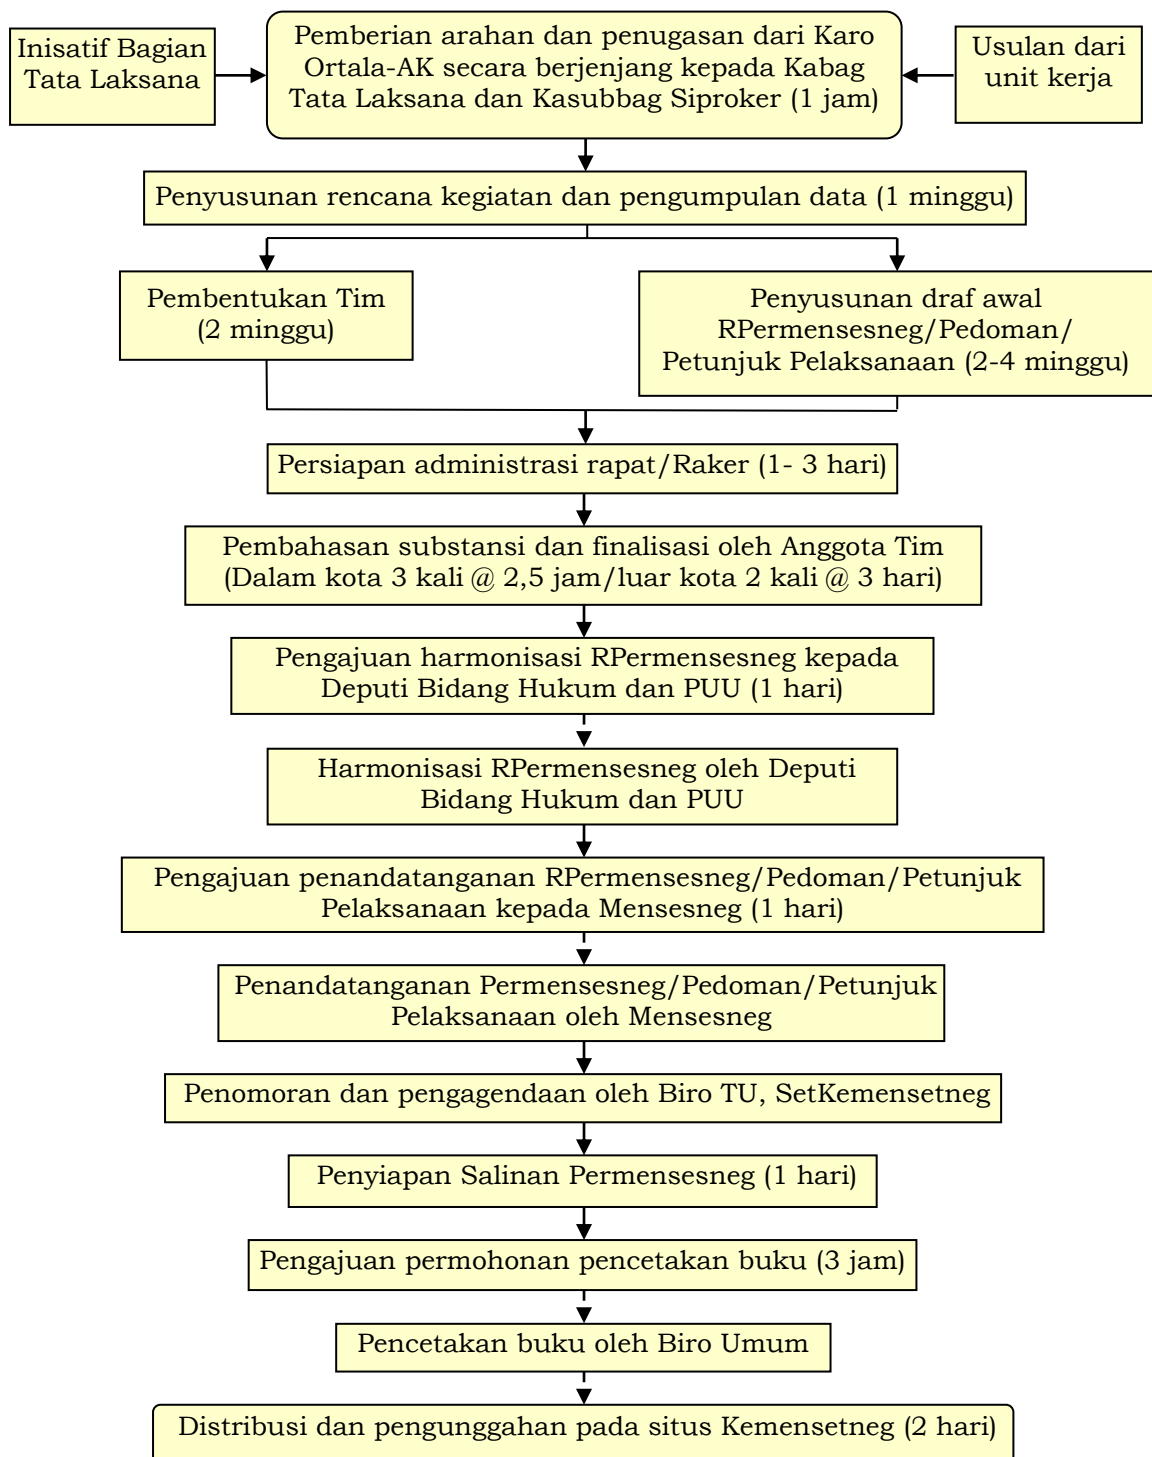 Inisatif Bagian
Tata Laksana
Pemberian arahan dan penugasan dari Karo
Ortala-AK secara berjenjang kepada Kabag
Tata Laksana dan Kasubbag Siproker (1 jam)
Usulan dari
unit kerja
Penyusunan rencana kegiatan dan pengumpulan data (1 minggu)
Pembentukan Tim
(2 minggu)
Penyusunan draf awal
RPermensesneg/Pedoman/
Petunjuk Pelaksanaan (2-4 minggu)
Persiapan administrasi rapat/Raker (1- 3 hari)
Pembahasan substansi dan finalisasi oleh Anggota Tim
(Dalam kota 3 kali @ 2,5 jam/luar kota 2 kali @ 3 hari)
Pengajuan harmonisasi RPermensesneg kepada
Deputi Bidang Hukum dan PUU (1 hari)
Harmonisasi RPermensesneg oleh Deputi
Bidang Hukum dan PUU
Pengajuan penandatanganan RPermensesneg/Pedoman/Petunjuk
Pelaksanaan kepada Mensesneg (1 hari)
Penandatanganan Permensesneg/Pedoman/Petunjuk
Pelaksanaan oleh Mensesneg
Penomoran dan pengagendaan oleh Biro TU, SetKemensetneg
Penyiapan Salinan Permensesneg (1 hari)
Pengajuan permohonan pencetakan buku (3 jam)
Pencetakan buku oleh Biro Umum
Distribusi dan pengunggahan pada situs Kemensetneg (2 hari)